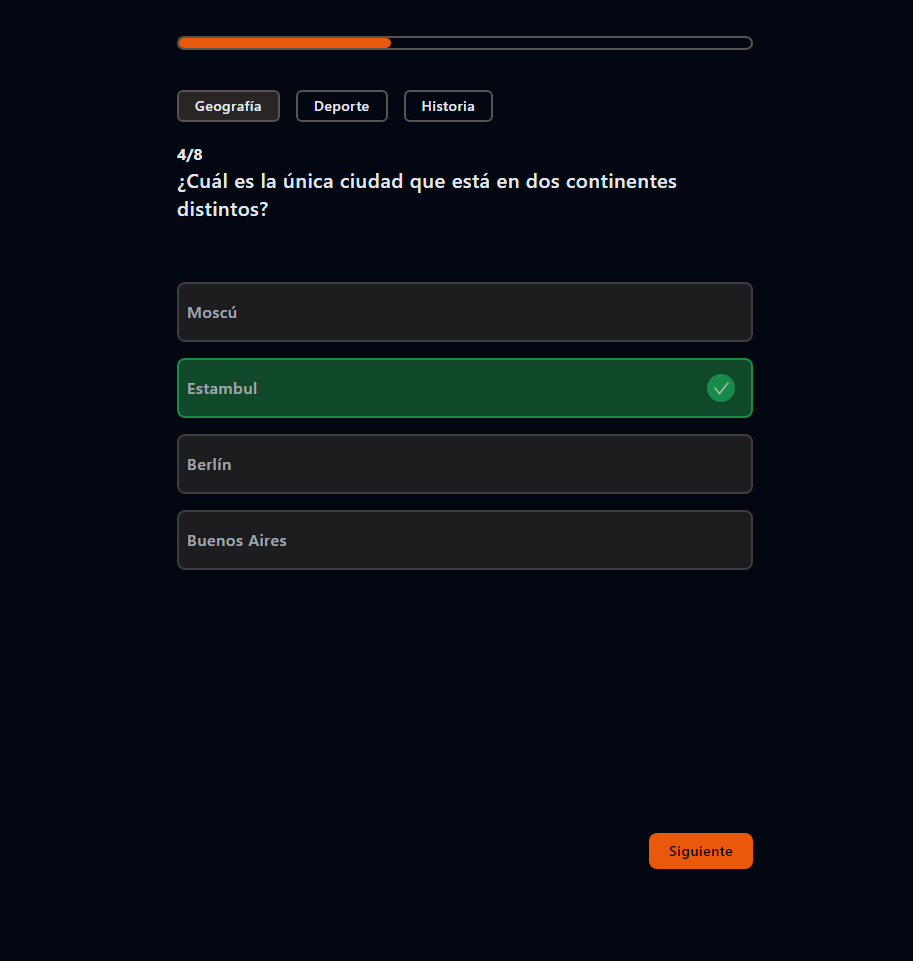 Geografía
Deporte
Historia
4/8
¿Cuál es la única ciudad que está en dos continentes
distintos?
Moscú
Estambul
Berlín
Buenos Aires
Siguiente